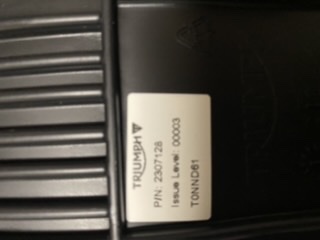 TRIUMPH
P/N: 2307128
Issue Level: 00003
T0NND61